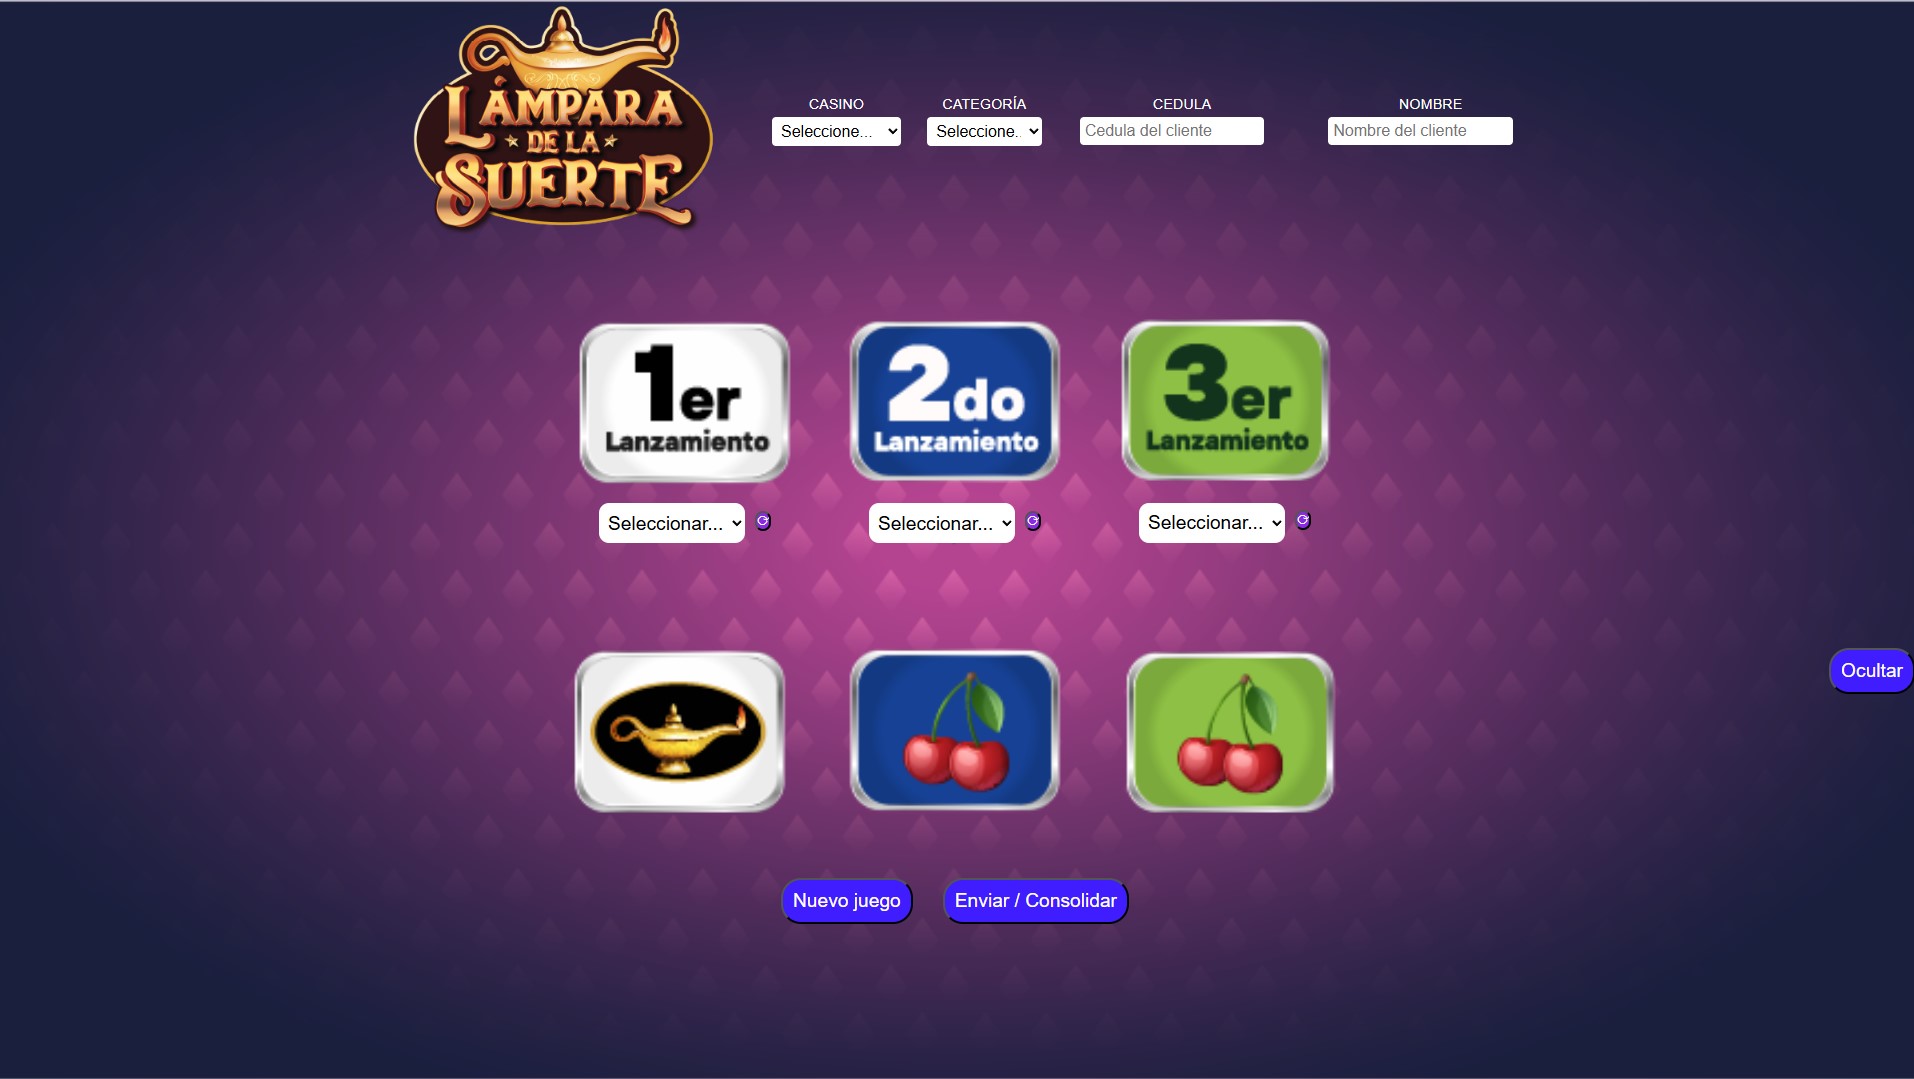 LÁMPARA
DE LA
SUERTE
CASINO
CATEGORÍA
CEDULA
NOMBRE
Seleccione...
Seleccione.
Cedula del cliente
Nombre del cliente
1er
Lanzamiento
2do
Lanzamiento
3er
Lanzamiento
Seleccionar...
Seleccionar...
Seleccionar...
Ocultar
Nuevo juego
Enviar / Consolidar